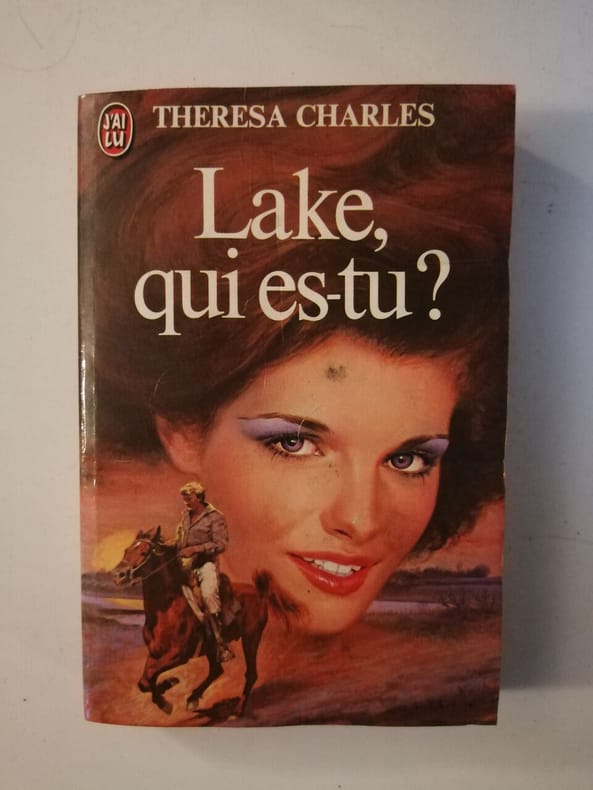 J'AI
LU
THERESA CHARLES
Lake,
qui es-tu?